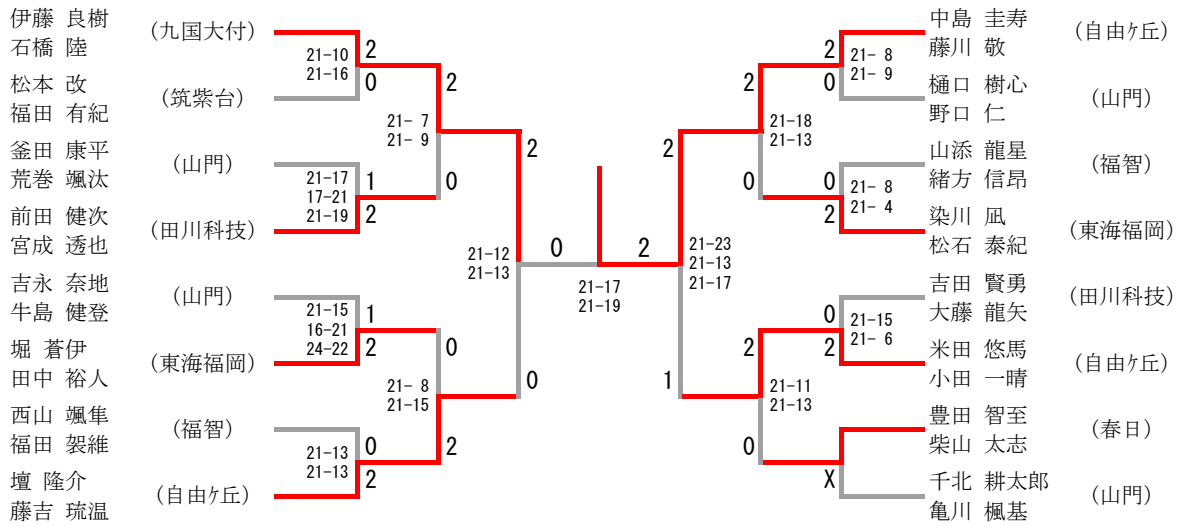 伊藤 良樹
石橋 陸
(九国大付)
松本 改
福田 有紀
(筑紫台)
釜田 康平
荒巻 颯汰
(山門)
前田 健次
宮成 透也
(田川科技)
吉永 奈地
牛島 健登
(山門)
堀 蒼伊
田中 裕人
(東海福岡)
西山 颯隼
福田 袈維
(福智)
壇 隆介
藤吉 琉温
(自由ケ丘)
21-10
21-16
2
0
21-17
17-21
21-19
1
2
21-15
16-21
24-22
1
2
21-13
21-13
0
2
21- 7
21- 9
2
0
21- 8
21-15
0
2
21-12
21-13
2
0
0
2
21-17
21-19
21-23
21-13
21-17
2
1
21-18
21-13
2
0
21-11
21-13
2
0
21- 8
21- 9
2
0
21- 8
21- 4
0
2
21-15
21- 6
0
2
X
中島 圭寿
藤川 敬
(自由ケ丘)
樋口 樹心
野口 仁
(山門)
山添 龍星
緒方 信昂
(福智)
染川 凪
松石 泰紀
(東海福岡)
吉田 賢勇
大藤 龍矢
(田川科技)
米田 悠馬
小田 一晴
(自由ケ丘)
豊田 智至
柴山 太志
(春日)
千北 耕太郎
亀川 楓基
(山門)